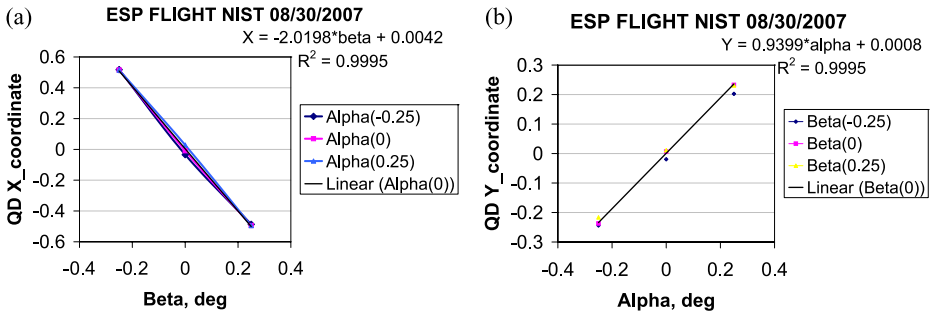 (a)
ESP FLIGHT NIST 08/30/2007
X = -2.0198*beta + 0.0042
R² = 0.9995
QD X_coordinate
0.6
0.4
0.2
0
-0.2
-0.4
-0.6
-0.4 -0.2 0 0.2 0.4
Beta, deg
Alpha(-0.25)
Alpha(0)
Alpha(0.25)
Linear (Alpha(0))
(b)
ESP FLIGHT NIST 08/30/2007
Y = 0.9399*alpha + 0.0008
R² = 0.9995
QD Y_coordinate
0.3
0.2
0.1
0
-0.1
-0.2
-0.3
-0.4 -0.2 0 0.2 0.4
Alpha, deg
Beta(-0.25)
Beta(0)
Beta(0.25)
Linear (Beta(0))